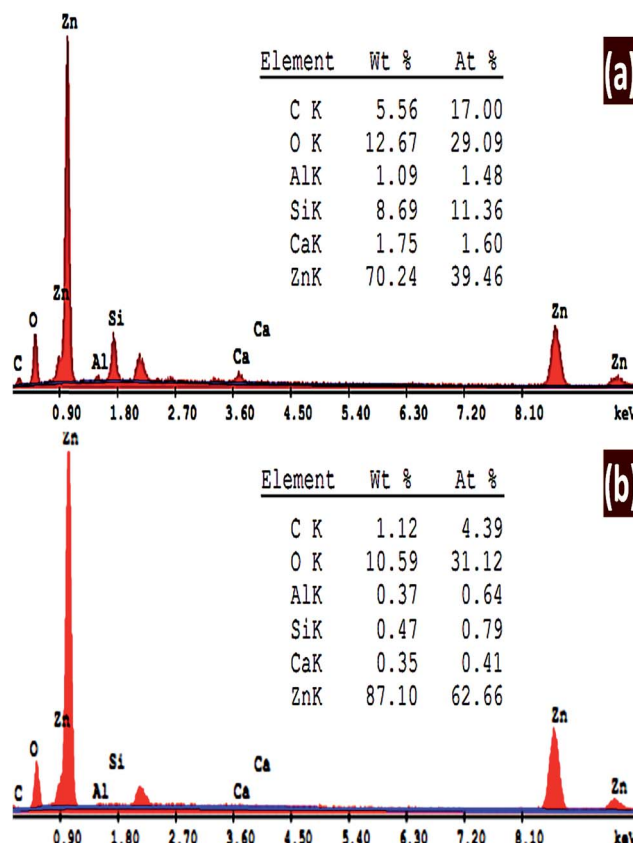 Zn
(a)
Element Wt % At %
C K 5.56 17.00
O K 12.67 29.09
AlK 1.09 1.48
SiK 8.69 11.36
CaK 1.75 1.60
ZnK 70.24 39.46
Zn
O
Si
Ca
Zn
C
Al
Ca
Zn
0.90 1.80 2.70 3.60 4.50 5.40 6.30 7.20 8.10 keV
Zn
(b)
Element Wt % At %
C K 1.12 4.39
O K 10.59 31.12
AlK 0.37 0.64
SiK 0.47 0.79
CaK 0.35 0.41
ZnK 87.10 62.66
Zn
Zn
O
Si
Ca
C
Al
Ca
Zn
0.90 1.80 2.70 3.60 4.50 5.40 6.30 7.20 8.10 keV